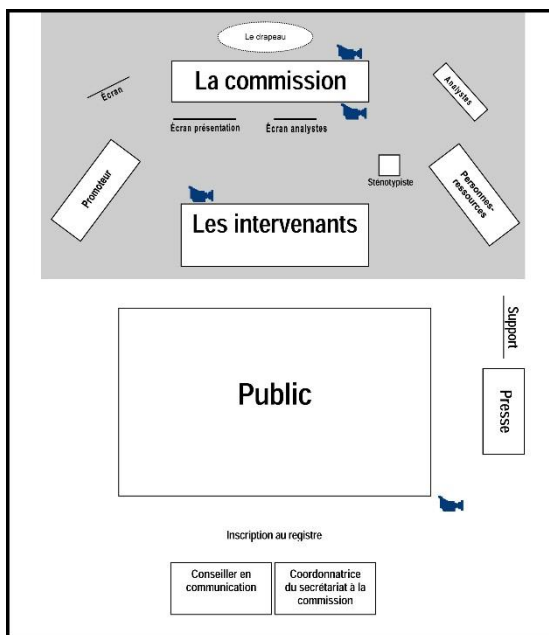 Le drapeau
La commission
Écran
Analystes
Écran présentation
Écran analystes
Sténotypiste
Promoteur
Personnes-
ressources
Les intervenants
Support
Public
Presse
Inscription au registre
Conseiller en
communication
Coordonnatrice
du secrétariat à la
commission